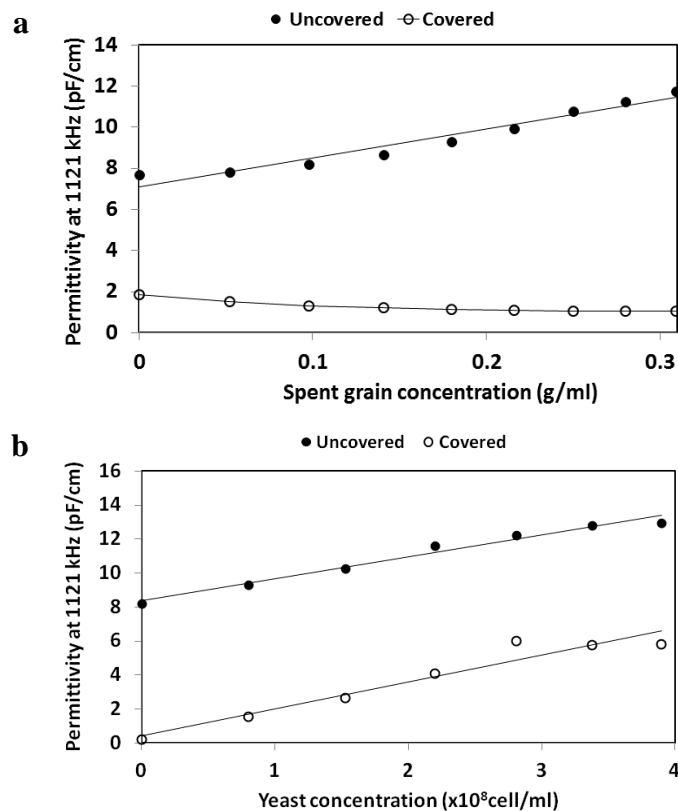 a
Uncovered Covered
14
12
10
8
6
4
2
0
Permittivity at 1121 kHz (pF/cm)
0 0.1 0.2 0.3
Spent grain concentration (g/ml)
b
Uncovered Covered
16
14
12
10
8
6
4
2
0
Permittivity at 1121 kHz (pF/cm)
0 1 2 3 4
Yeast concentration (x10⁸cell/ml)